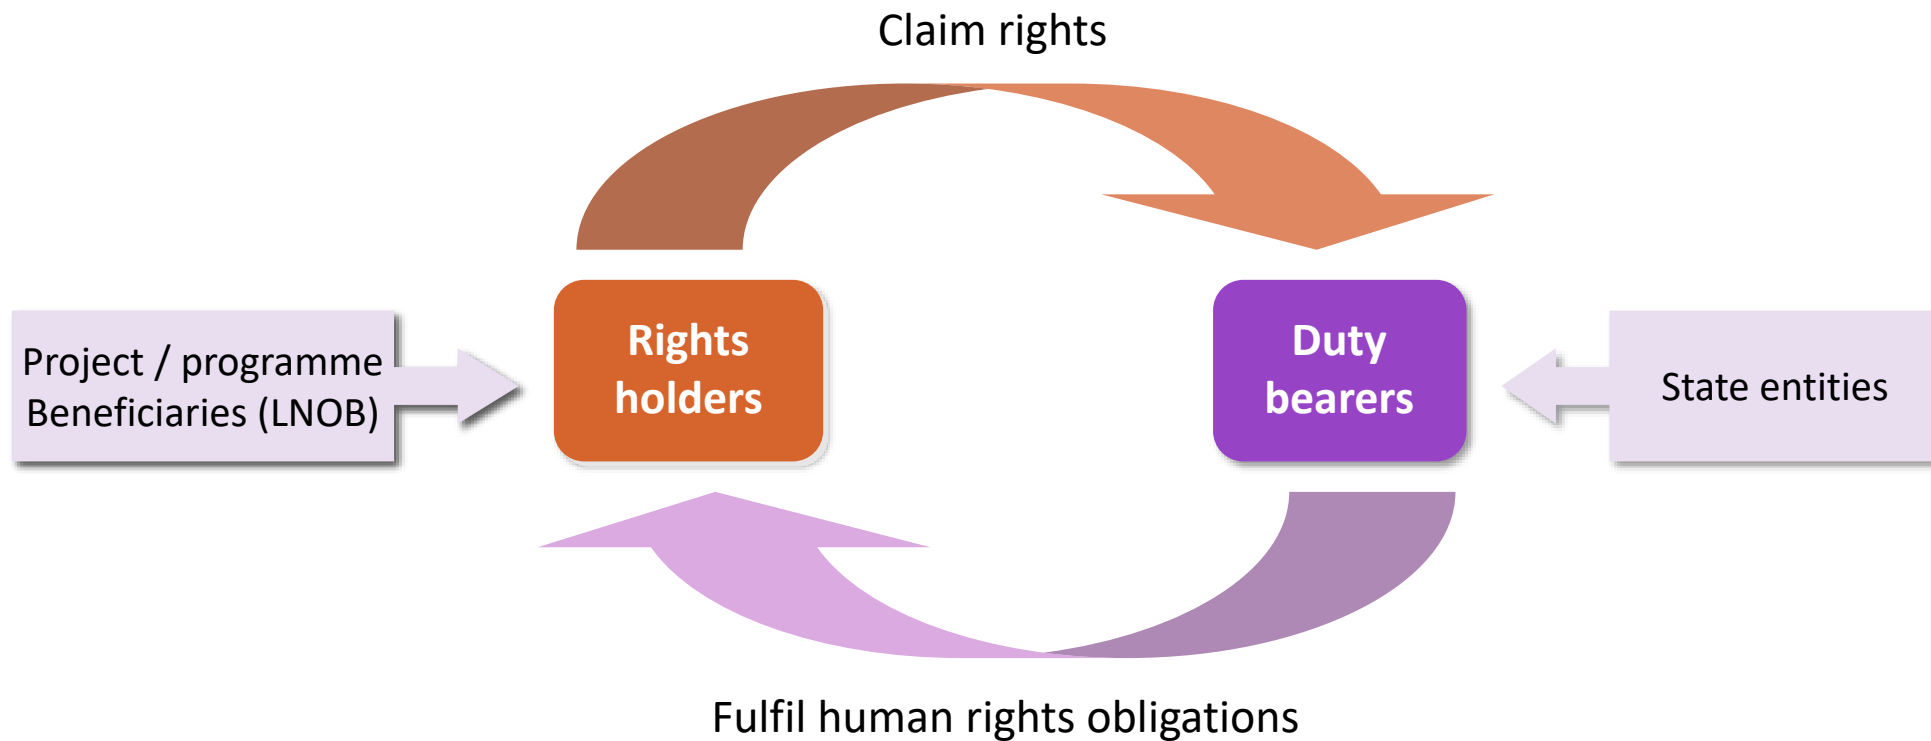 Claim rights
Project / programme
Beneficiaries (LNOB)
Rights
holders
Duty
bearers
State entities
Fulfil human rights obligations